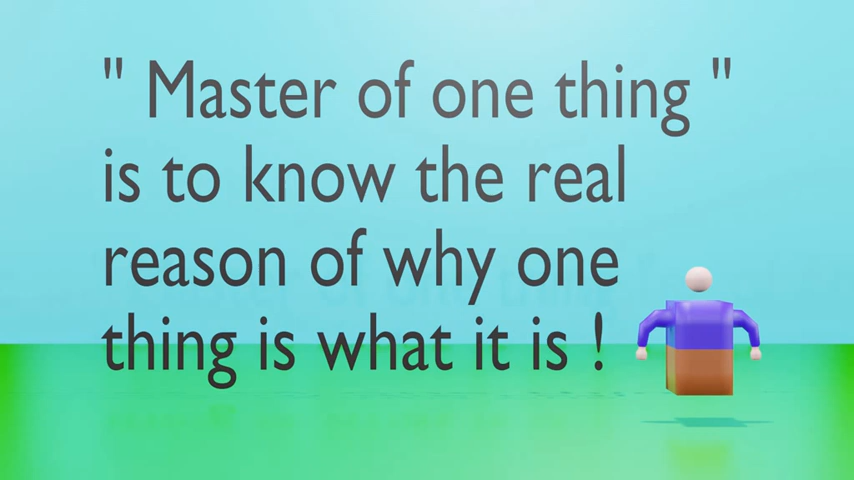 " Master of one thing "
is to know the real
reason of why one
thing is what it is !